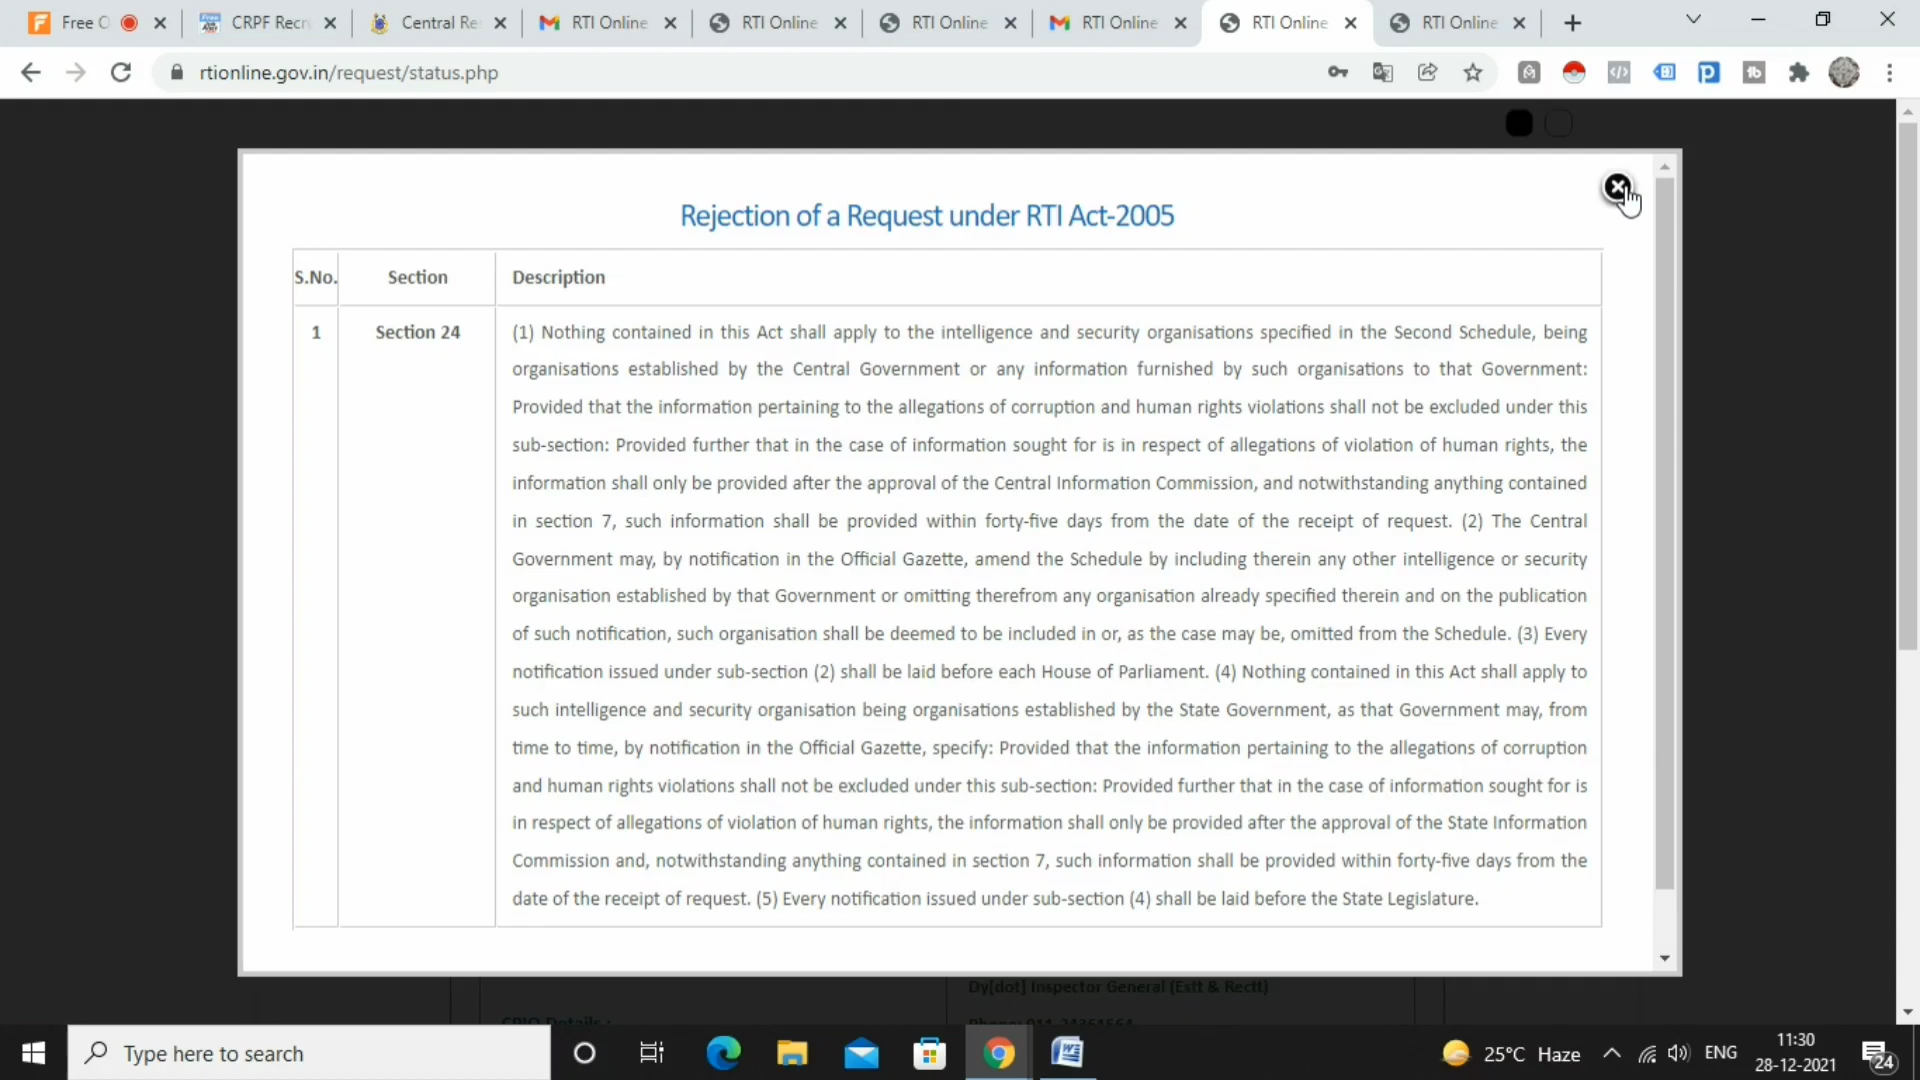 Free O
CRPF Recr
Central Re
RTI Online
RTI Online
RTI Online
RTI Online
RTI Online
RTI Online
rtionline.gov.in/request/status.php
Rejection of a Request under RTI Act-2005
S.No. Section Description
1 Section 24 (1) Nothing contained in this Act shall apply to the intelligence and security organisations specified in the Second Schedule, being
organisations established by the Central Government or any information furnished by such organisations to that Government:
Provided that the information pertaining to the allegations of corruption and human rights violations shall not be excluded under this
sub-section: Provided further that in the case of information sought for is in respect of allegations of violation of human rights, the
information shall only be provided after the approval of the Central Information Commission, and notwithstanding anything contained
in section 7, such information shall be provided within forty-five days from the date of the receipt of request. (2) The Central
Government may, by notification in the Official Gazette, amend the Schedule by including therein any other intelligence or security
organisation established by that Government or omitting therefrom any organisation already specified therein and on the publication
of such notification, such organisation shall be deemed to be included in or, as the case may be, omitted from the Schedule. (3) Every
notification issued under sub-section (2) shall be laid before each House of Parliament. (4) Nothing contained in this Act shall apply to
such intelligence and security organisation being organisations established by the State Government, as that Government may, from
time to time, by notification in the Official Gazette, specify: Provided that the information pertaining to the allegations of corruption
and human rights violations shall not be excluded under this sub-section: Provided further that in the case of information sought for is
in respect of allegations of violation of human rights, the information shall only be provided after the approval of the State Information
Commission and, notwithstanding anything contained in section 7, such information shall be provided within forty-five days from the
date of the receipt of request. (5) Every notification issued under sub-section (4) shall be laid before the State Legislature.
Dy[dot] Inspector General (Estt & Rectt)
CPIO Details :
Phone: 011-24361564
Type here to search
25°C Haze
ENG
11:30
28-12-2021
24